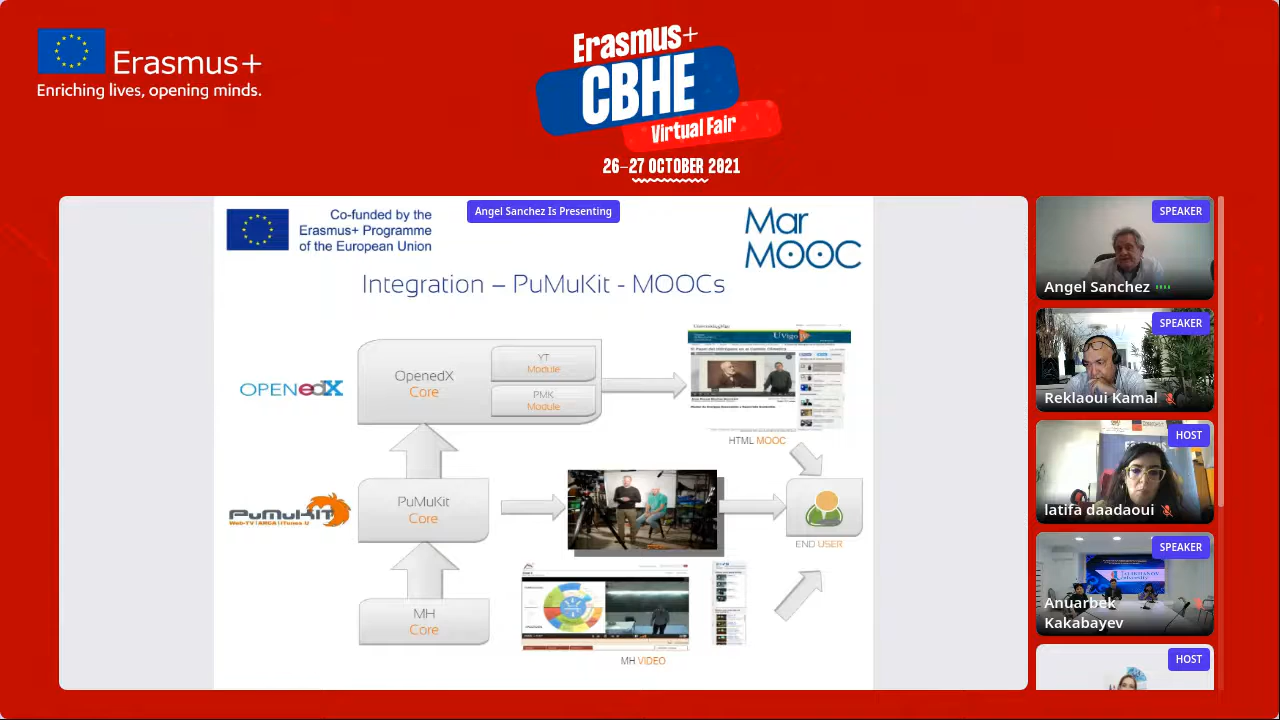 Erasmus+
Enriching lives, opening minds.
Erasmus+
CBHE
Virtual Fair
26–27 OCTOBER 2021
Angel Sanchez Is Presenting
Co-funded by the
Erasmus+ Programme
of the European Union
Mar
MOOC
Integration – PuMuKit - MOOCs
OPENedX
OpenedX
Core
YT
Module
PMK
Module
UVigo
HTML MOOC
PuMuKiT
Web-TV | ARCA | iTunes U
PuMuKit
Core
END USER
MH
Core
MH VIDEO
SPEAKER
Angel Sanchez
SPEAKER
Reklaoui Kamal
HOST
latifa daadaoui
SPEAKER
Anuarbek
Kakabayev
HOST